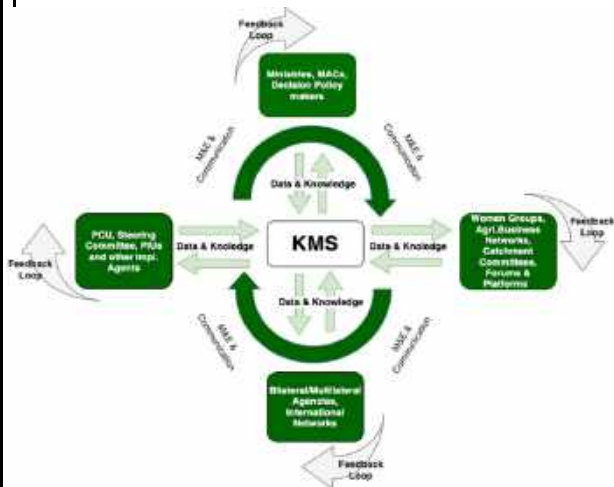 Feedback
Loop
Ministries, MACs,
Decision Policy
makers
M&E &
Communication
M&E &
Communication
Data & Knowledge
PCU, Steering
Committee, PIUs
and other Impl.
Agents
Data & Knoledge
KMS
Data & Knowledge
Women Groups,
Agri.Business
Networks,
Catchment
Committees,
Forums &
Platforms
Feedback
Loop
Feedback
Loop
Data & Knowledge
M&E &
Communication
M&E &
Communication
Bilateral/Multilateral
Agencies,
International
Networks
Feedback
Loop